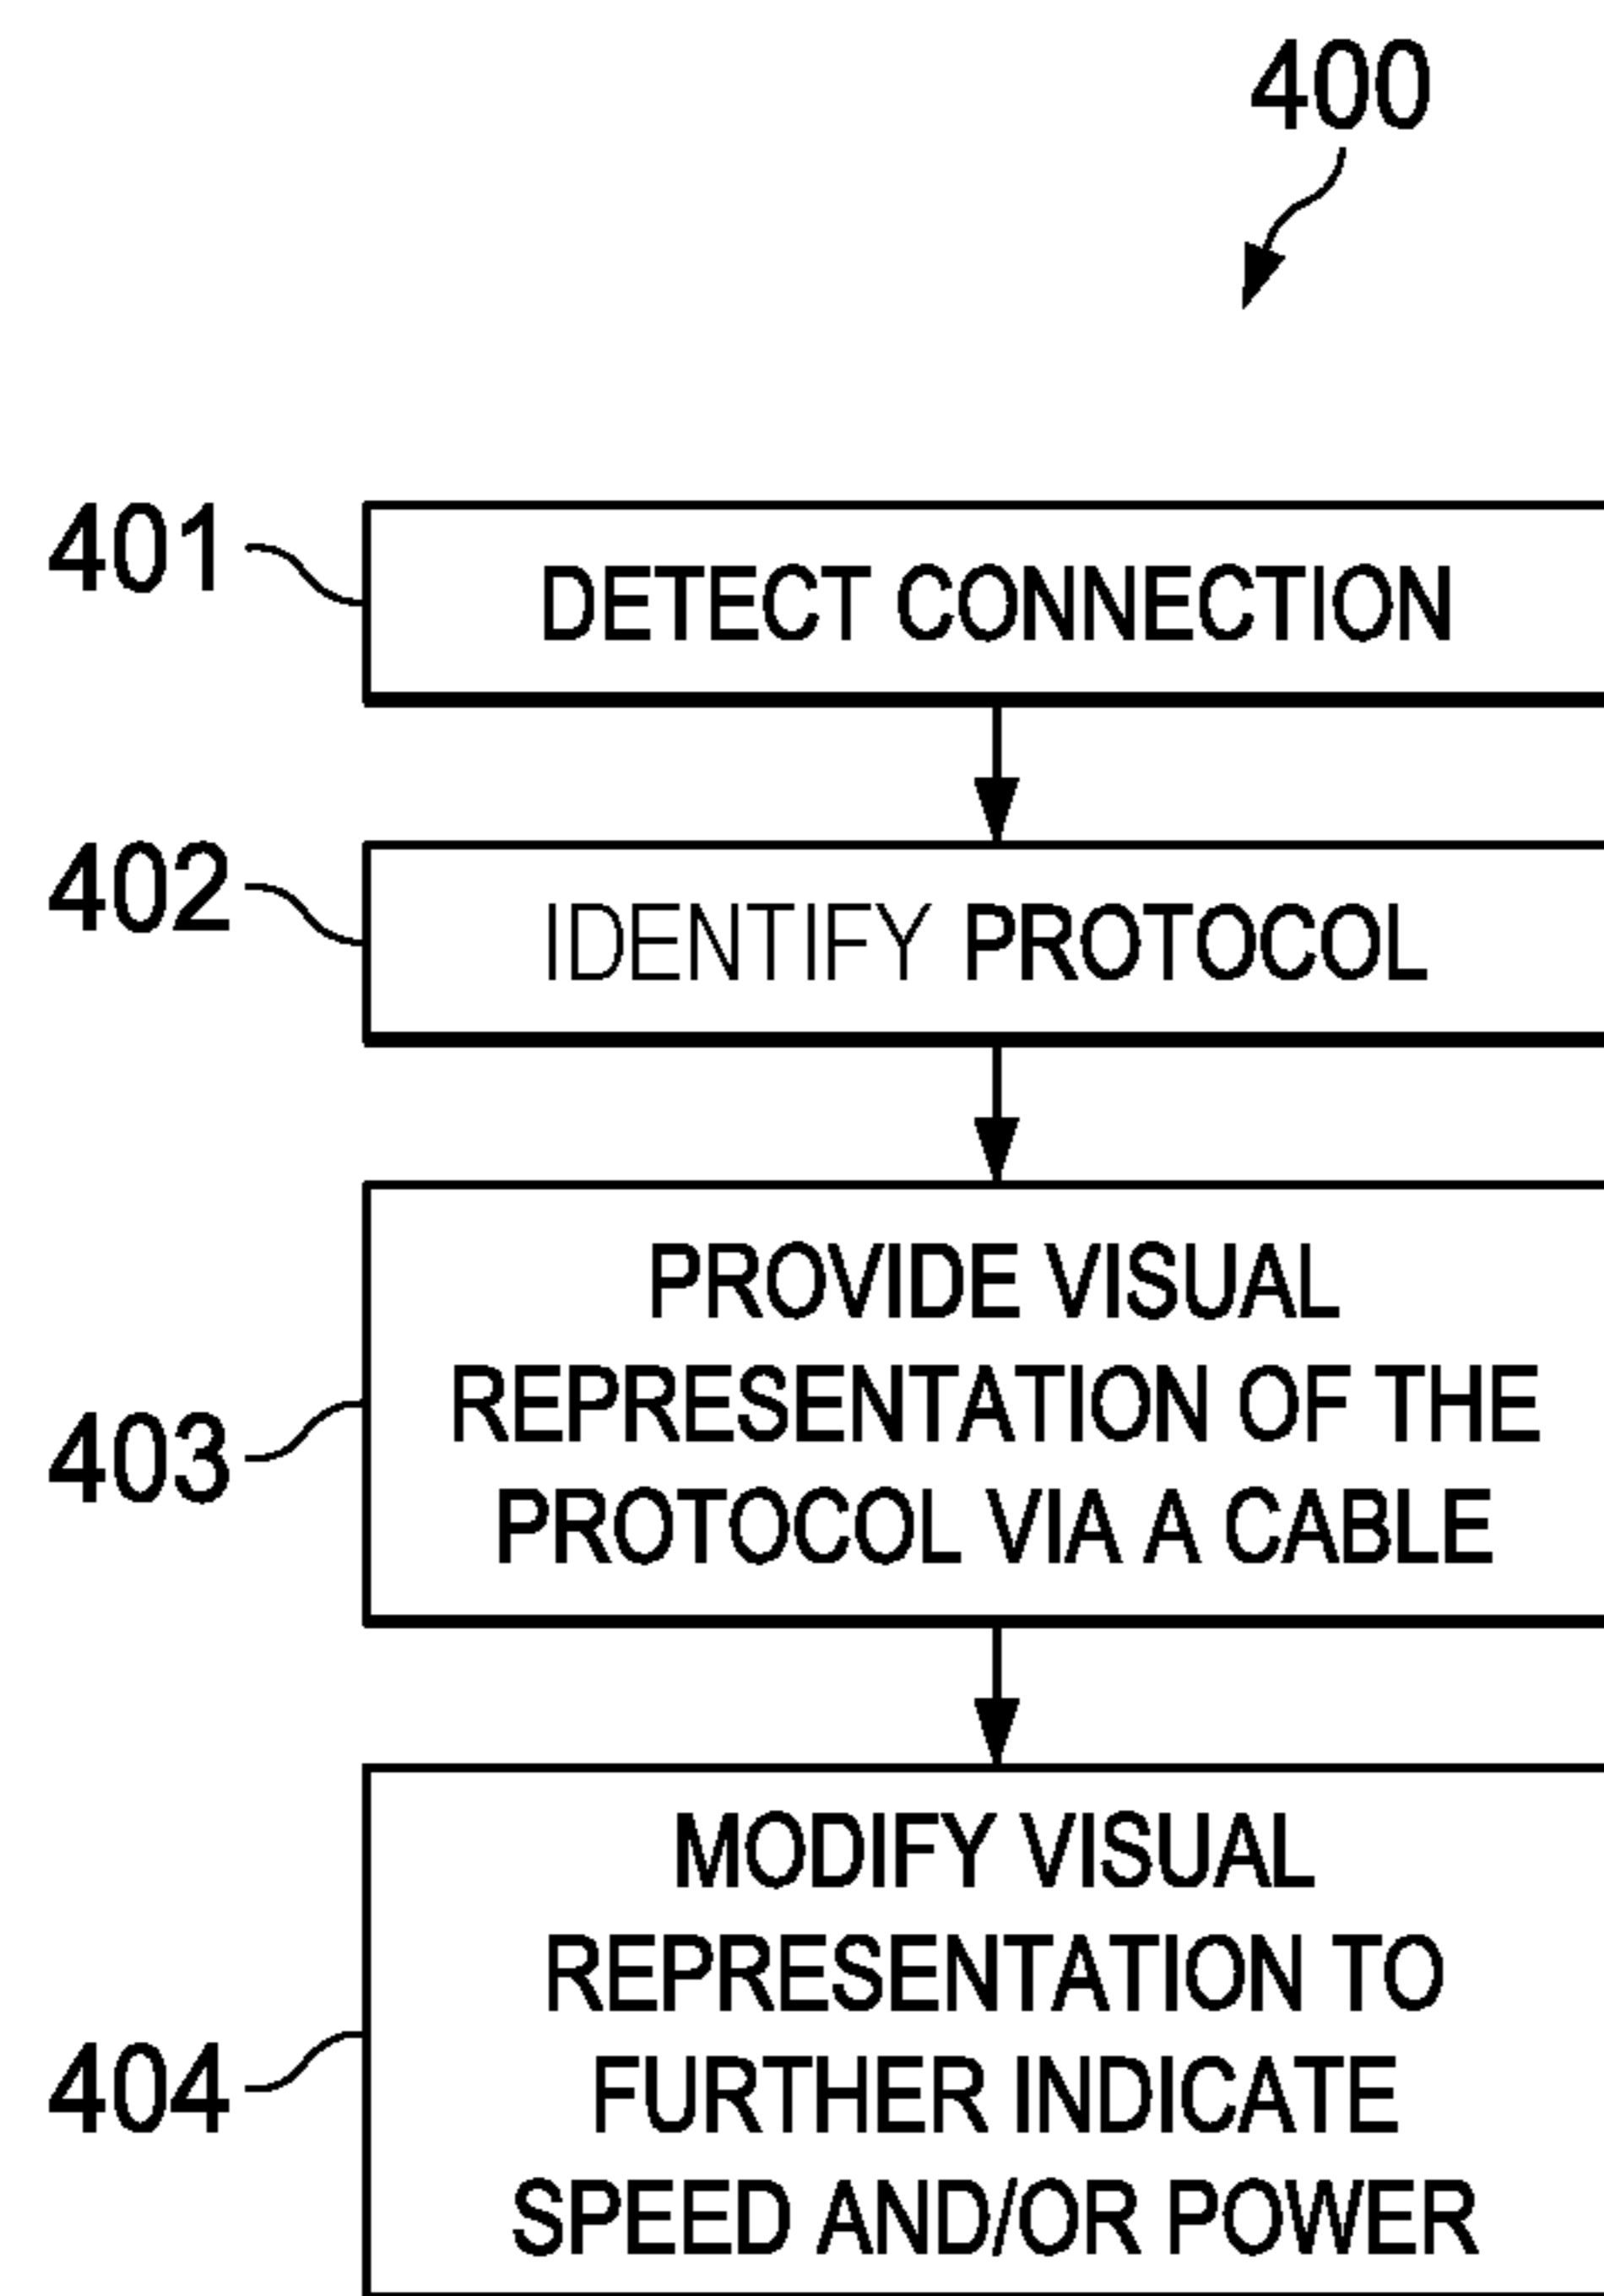 400
401
DETECT CONNECTION
402
IDENTIFY PROTOCOL
403
PROVIDE VISUAL
REPRESENTATION OF THE
PROTOCOL VIA A CABLE
404
MODIFY VISUAL
REPRESENTATION TO
FURTHER INDICATE
SPEED AND/OR POWER